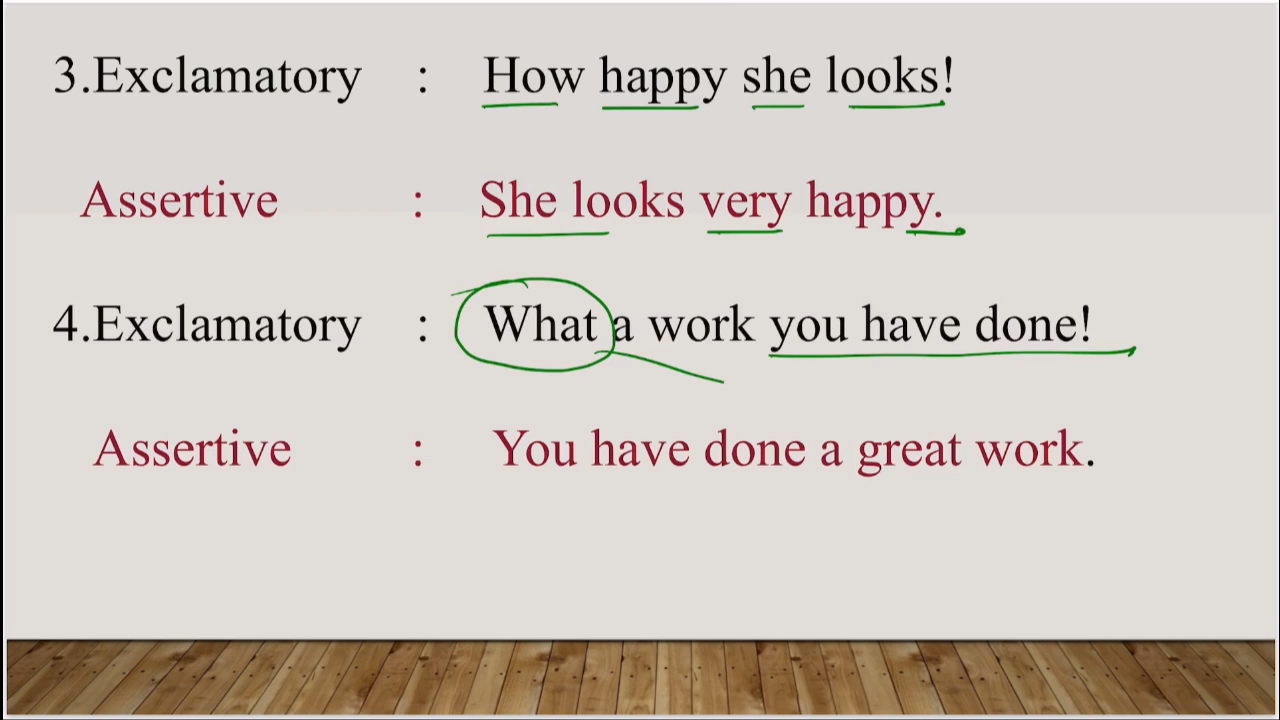 3.Exclamatory : How happy she looks!
Assertive : She looks very happy.
4.Exclamatory : What a work you have done!
Assertive : You have done a great work.